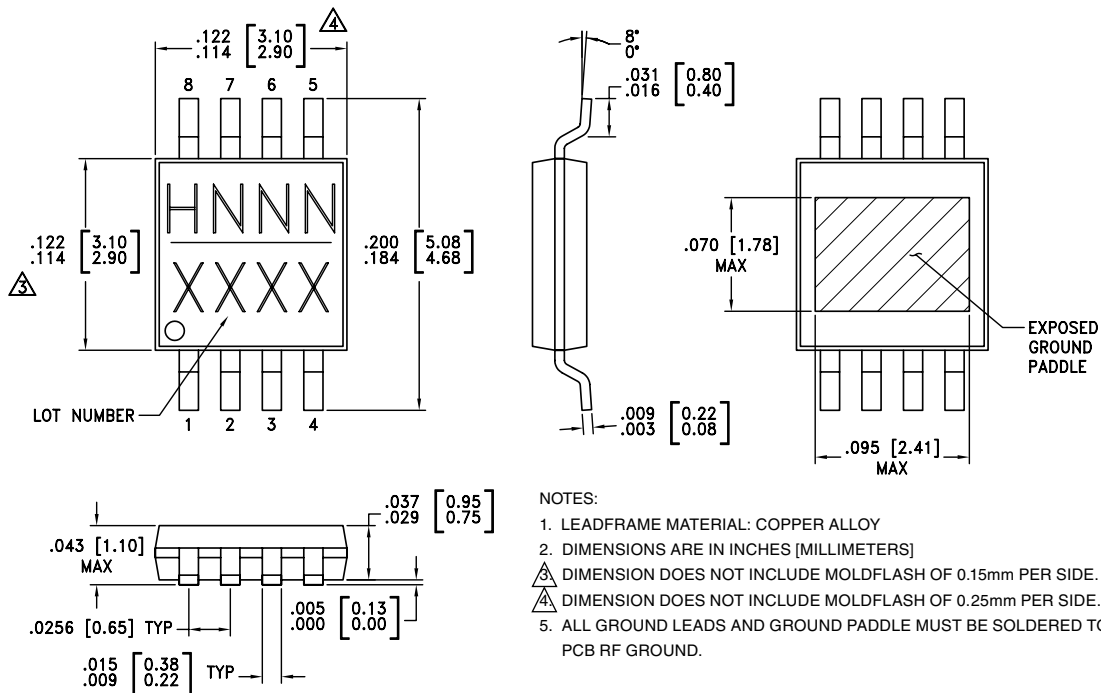 .122 [3.10]
.114 [2.90]
4
8 7 6 5
HNNN
XXXX
.122 [3.10]
.114 [2.90]
3
.200 [5.08]
.184 [4.68]
LOT NUMBER
1 2 3 4
8°
0°
.031 [0.80]
.016 [0.40]
.009 [0.22]
.003 [0.08]
.070 [1.78]
MAX
EXPOSED
GROUND
PADDLE
.095 [2.41]
MAX
.037 [0.95]
.029 [0.75]
.043 [1.10]
MAX
.005 [0.13]
.000 [0.00]
.0256 [0.65] TYP
.015 [0.38]
.009 [0.22] TYP
NOTES:
1. LEADFRAME MATERIAL: COPPER ALLOY
2. DIMENSIONS ARE IN INCHES [MILLIMETERS]
3. DIMENSION DOES NOT INCLUDE MOLDFLASH OF 0.15mm PER SIDE.
4. DIMENSION DOES NOT INCLUDE MOLDFLASH OF 0.25mm PER SIDE.
5. ALL GROUND LEADS AND GROUND PADDLE MUST BE SOLDERED TO
PCB RF GROUND.